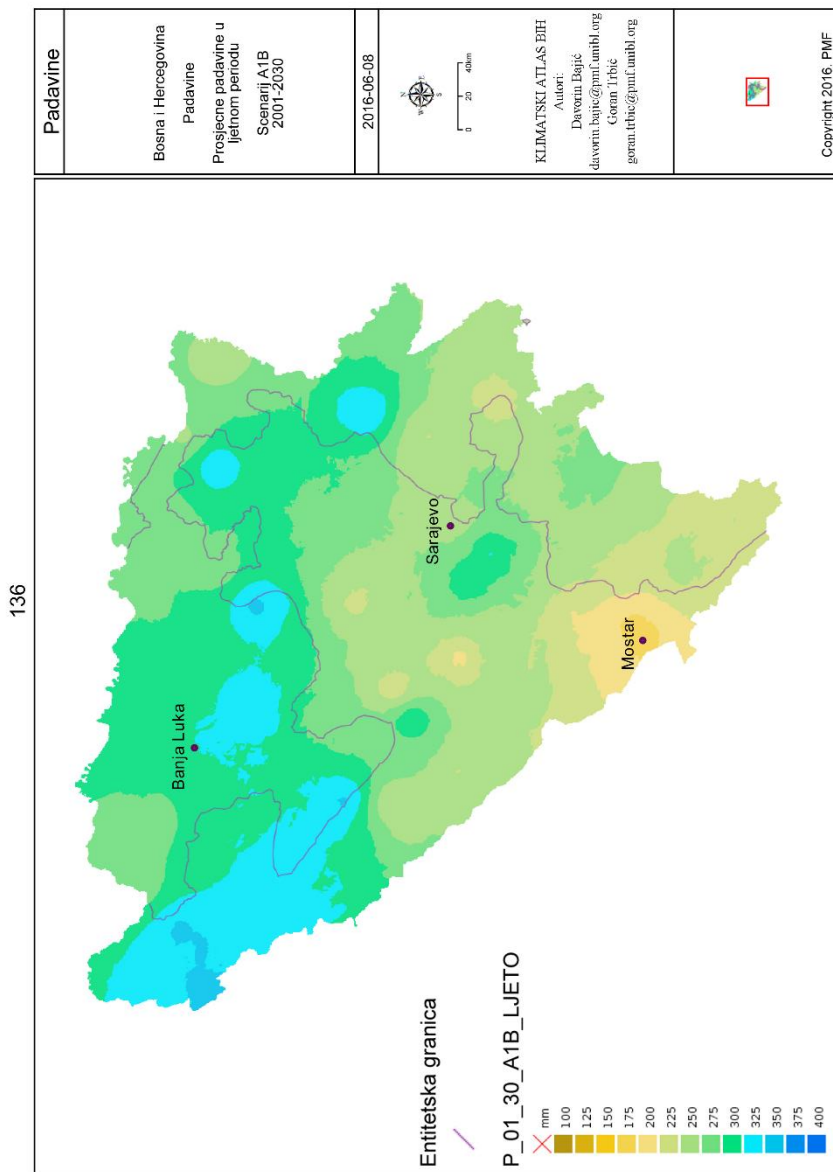 136
Padavine
Bosna i Hercegovina
Padavine
Prosjecne padavine u
ljetnom periodu
Scenarij A1B
2001-2030
2016-06-08
N
W E
S
0 20 40km
KLIMATSKI ATLAS BIH
Autori:
Davorin Bajić
davorin.bajic@pmf.unibl.org
Goran Trbić
goran.trbic@pmf.unibl.org
Copyright 2016. PMF
Banja Luka
Sarajevo
Mostar
Entitetska granica
P_01_30_A1B_LJETO
mm
100
125
150
175
200
225
250
275
300
325
350
375
400